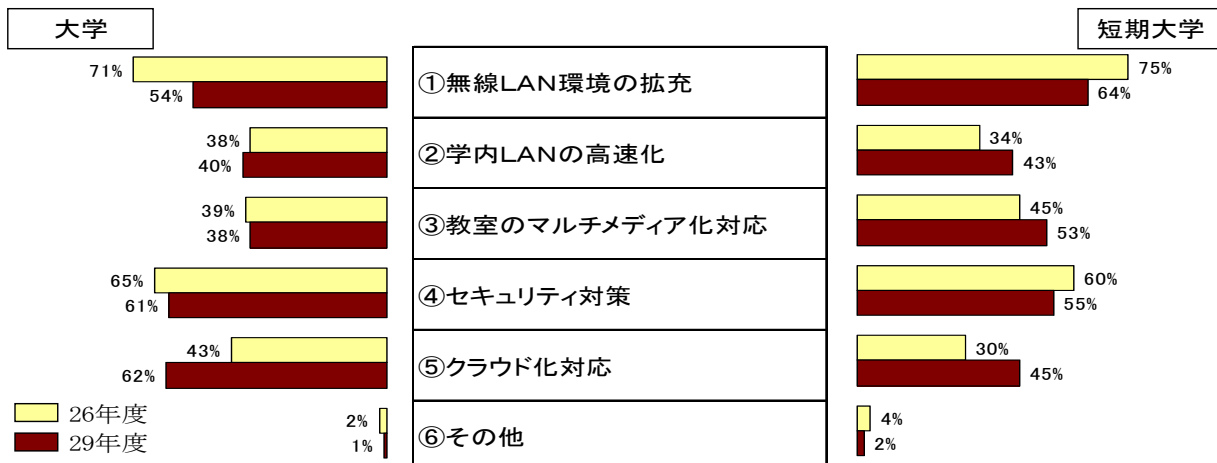 大学
短期大学
71%
54%
①無線LAN環境の拡充
75%
64%
38%
40%
②学内LANの高速化
34%
43%
39%
38%
③教室のマルチメディア化対応
45%
53%
65%
61%
④セキュリティ対策
60%
55%
43%
62%
⑤クラウド化対応
30%
45%
26年度
29年度
2%
1%
⑥その他
4%
2%